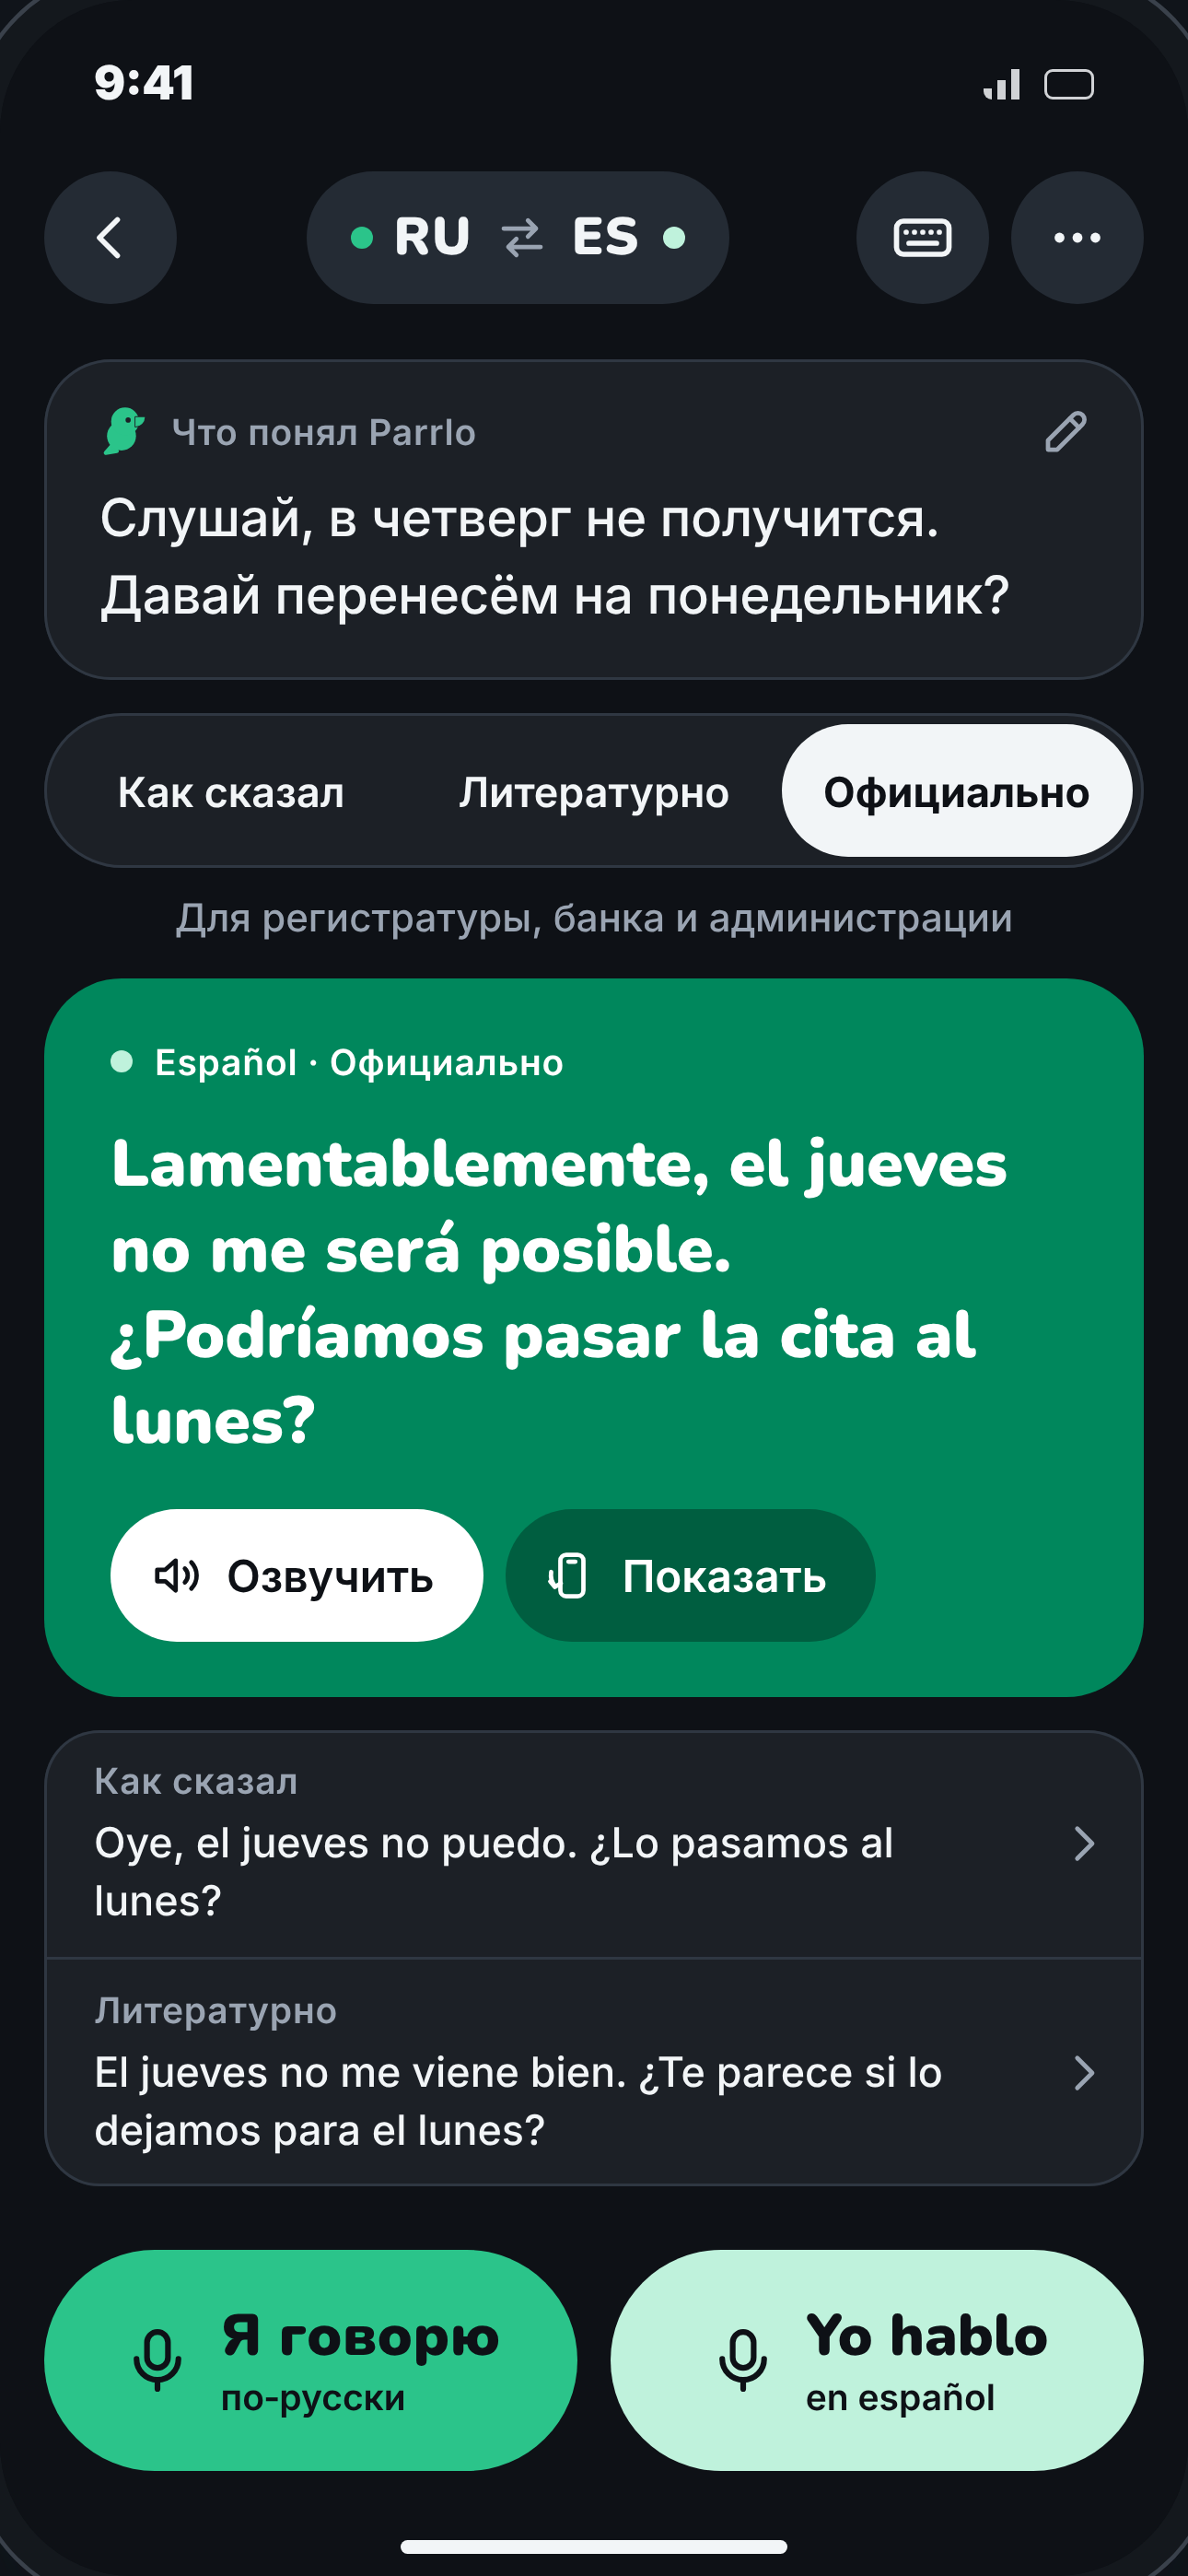 9:41
RU ES
Что понял Parrlo
Слушай, в четверг не получится.
Давай перенесём на понедельник?
Как сказал Литературно Официально
Для регистратуры, банка и администрации
Español · Официально
Lamentablemente, el jueves
no me será posible.
¿Podríamos pasar la cita al
lunes?
Озвучить Показать
Как сказал
Oye, el jueves no puedo. ¿Lo pasamos al
lunes?
Литературно
El jueves no me viene bien. ¿Te parece si lo
dejamos para el lunes?
Я говорю
по-русски
Yo hablo
en español